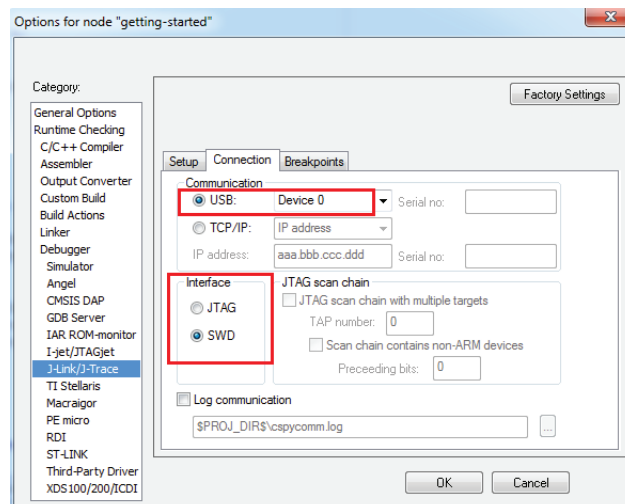 Options for node "getting-started"
Category:
General Options
Runtime Checking
C/C++ Compiler
Assembler
Output Converter
Custom Build
Build Actions
Linker
Debugger
Simulator
Angel
CMSIS DAP
GDB Server
IAR ROM-monitor
I-jet/JTAGjet
J-Link/J-Trace
TI Stellaris
Macraigor
PE micro
RDI
ST-LINK
Third-Party Driver
XDS100/200/ICDI
Factory Settings
Setup Connection Breakpoints
Communication
USB: Device 0 Serial no:
TCP/IP: IP address
IP address: aaa.bbb.ccc.ddd Serial no:
Interface
JTAG
SWD
JTAG scan chain
JTAG scan chain with multiple targets
TAP number: 0
Scan chain contains non-ARM devices
Preceeding bits: 0
Log communication
$PROJ_DIR$\cspycomm.log ...
OK Cancel